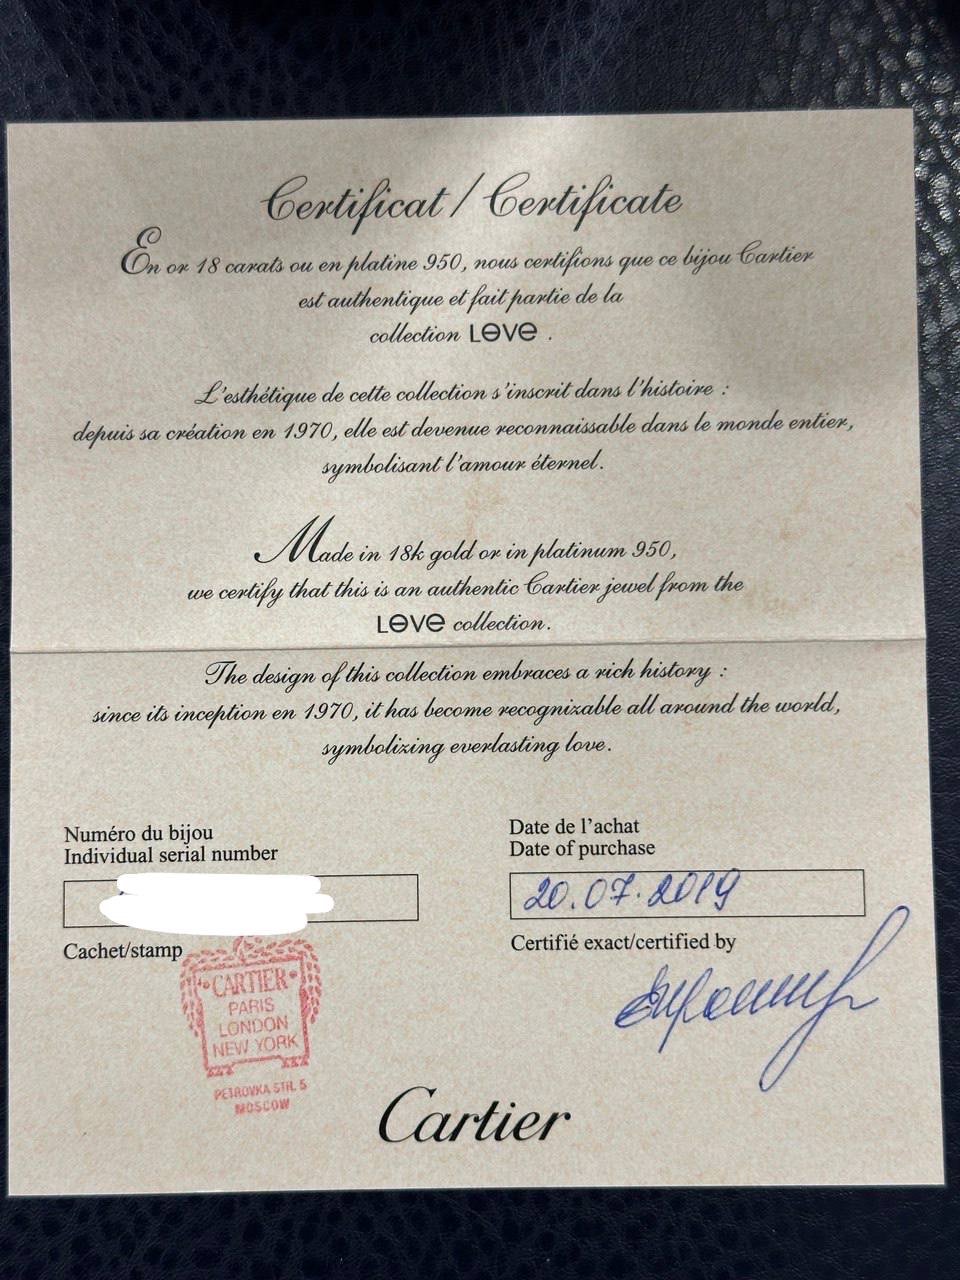 Certificat / Certificate
En or 18 carats ou en platine 950, nous certifions que ce bijou Cartier
est authentique et fait partie de la
collection LOVE .
L'esthétique de cette collection s'inscrit dans l'histoire :
depuis sa création en 1970, elle est devenue reconnaissable dans le monde entier,
symbolisant l'amour éternel.
Made in 18k gold or in platinum 950,
we certify that this is an authentic Cartier jewel from the
LOVE collection.
The design of this collection embraces a rich history :
since its inception en 1970, it has become recognizable all around the world,
symbolizing everlasting love.
Numéro du bijou
Individual serial number
Date de l'achat
Date of purchase
20.07.2019
Cachet/stamp
CARTIER
PARIS
LONDON
NEW YORK
PETROVKA STR. 5
MOSCOW
Certifié exact/certified by
Cartier